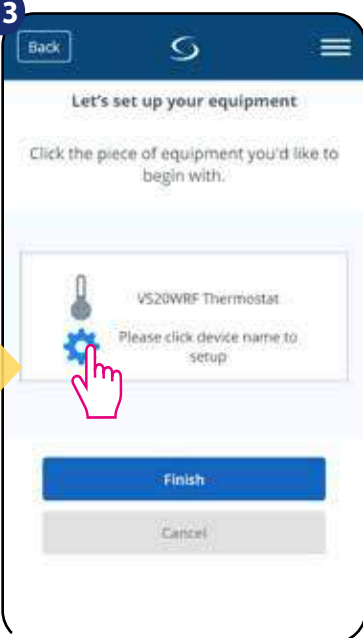 3
Back
Let's set up your equipment
Click the piece of equipment you'd like to
begin with.
VS20WRF Thermostat
Please click device name to
setup
Finish
Cancel